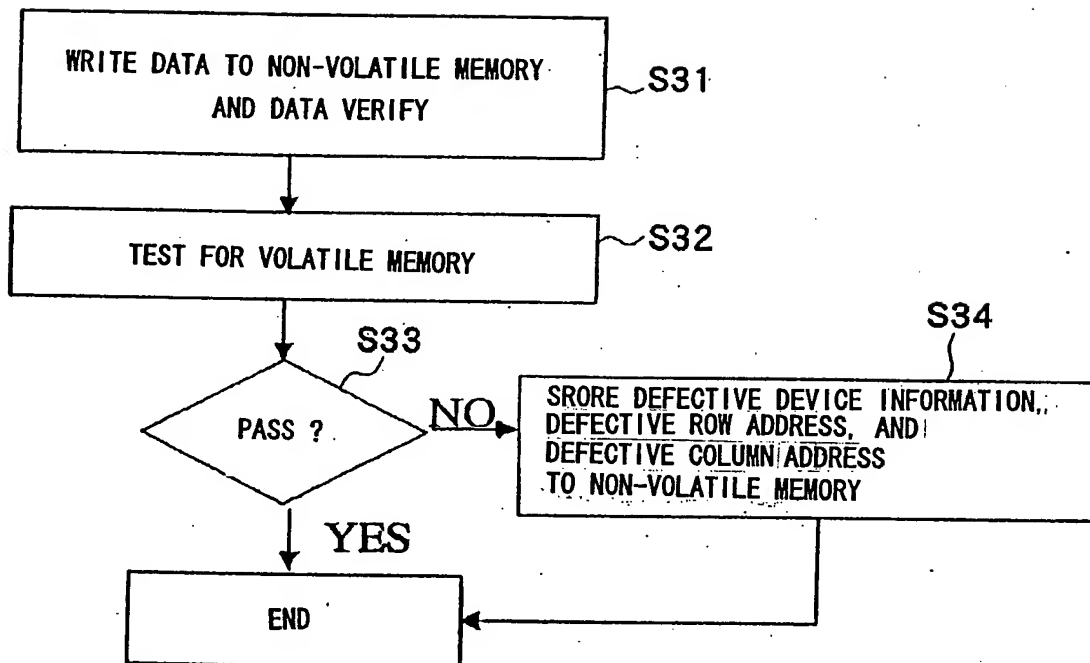 WRITE DATA TO NON-VOLATILE MEMORY
AND DATA VERIFY
S31
TEST FOR VOLATILE MEMORY
S32
S33
PASS ?
NO
S34
SRORE DEFECTIVE DEVICE INFORMATION,
DEFECTIVE ROW ADDRESS, AND
DEFECTIVE COLUMN ADDRESS
TO NON-VOLATILE MEMORY
YES
END